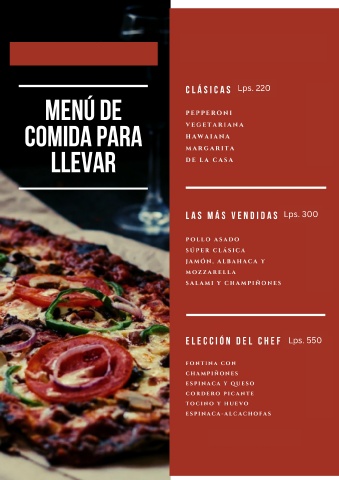 MENÚ DE
COMIDA PARA
LLEVAR
CLÁSICAS Lps. 220
PEPPERONI
VEGETARIANA
HAWAIANA
MARGARITA
DE LA CASA
LAS MÁS VENDIDAS Lps. 300
POLLO ASADO
SÚPER CLÁSICA
JAMÓN, ALBAHACA Y
MOZZARELLA
SALAMI Y CHAMPIÑONES
ELECCIÓN DEL CHEF Lps. 550
FONTINA CON
CHAMPIÑONES
ESPINACA Y QUESO
CORDERO PICANTE
TOCINO Y HUEVO
ESPINACA-ALCACHOFAS